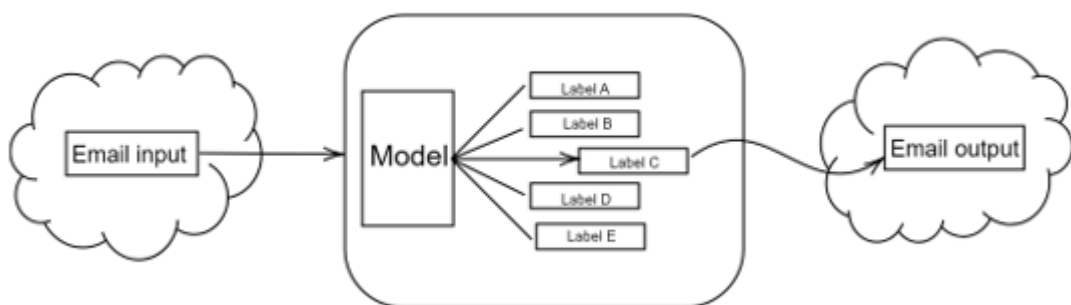 Email input
Model
Label A
Label B
Label C
Label D
Label E
Email output